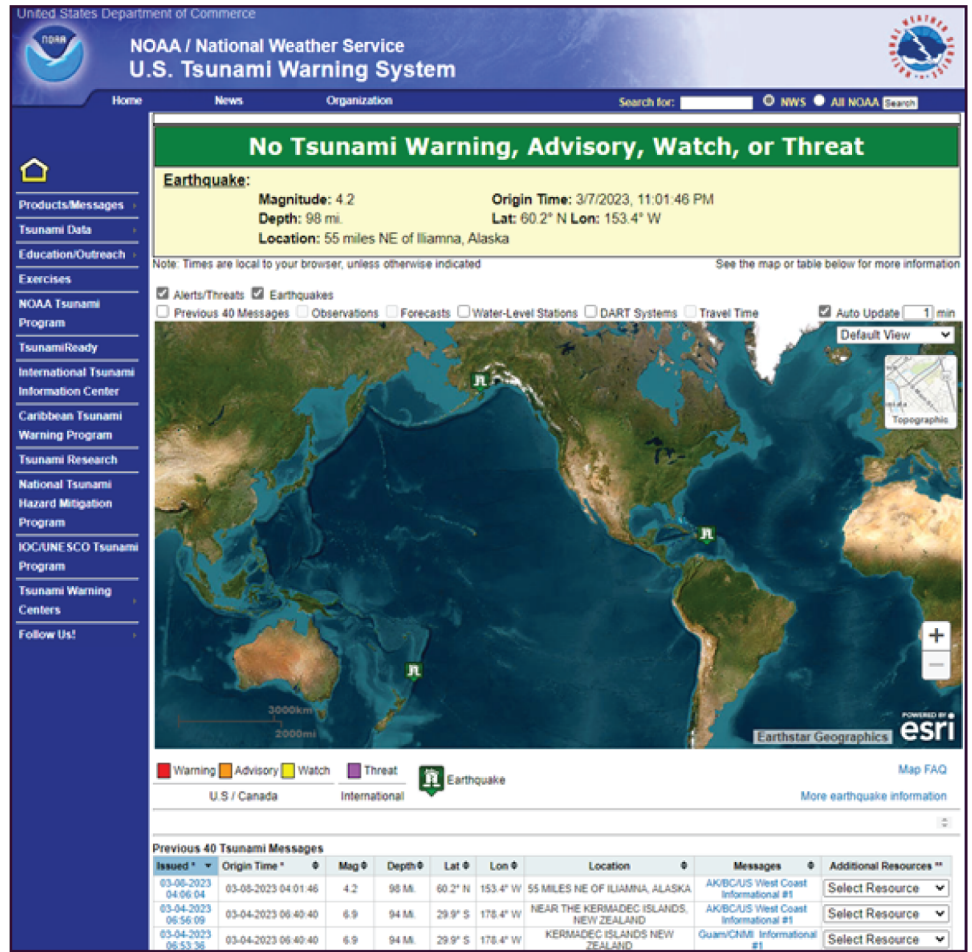 United States Department of Commerce
NOAA
NOAA / National Weather Service
U.S. Tsunami Warning System
Home News Organization Search for: NWS All NOAA Search
No Tsunami Warning, Advisory, Watch, or Threat
Earthquake:
Magnitude: 4.2 Origin Time: 3/7/2023, 11:01:46 PM
Depth: 98 mi. Lat: 60.2° N Lon: 153.4° W
Location: 55 miles NE of Iliamna, Alaska
Note: Times are local to your browser, unless otherwise indicated See the map or table below for more information
Products/Messages
Tsunami Data
Education/Outreach
Exercises
NOAA Tsunami
Program
TsunamiReady
International Tsunami
Information Center
Caribbean Tsunami
Warning Program
Tsunami Research
National Tsunami
Hazard Mitigation
Program
IOC/UNESCO Tsunami
Program
Tsunami Warning
Centers
Follow Us!
Alerts/Threats Earthquakes
Previous 40 Messages Observations Forecasts Water-Level Stations DART Systems Travel Time Auto Update 1 min
Default View
Topographic
+
−
3000km
2000mi
POWERED BY
esri
Earthstar Geographics
Warning Advisory Watch Threat Earthquake Map FAQ
U.S / Canada International More earthquake information
Previous 40 Tsunami Messages
Issued * Origin Time * Mag Depth Lat Lon Location Messages Additional Resources **
03-08-2023 04:06:04 03-08-2023 04:01:46 4.2 98 Mi. 60.2° N 153.4° W 55 MILES NE OF ILIAMNA, ALASKA AK/BC/US West Coast Informational #1 Select Resource
03-04-2023 06:56:09 03-04-2023 06:40:40 6.9 94 Mi. 29.9° S 178.4° W NEAR THE KERMADEC ISLANDS, NEW ZEALAND AK/BC/US West Coast Informational #1 Select Resource
03-04-2023 06:53:36 03-04-2023 06:40:40 6.9 94 Mi. 29.9° S 178.4° W KERMADEC ISLANDS NEW ZEALAND Guam/CNMI Informational #1 Select Resource